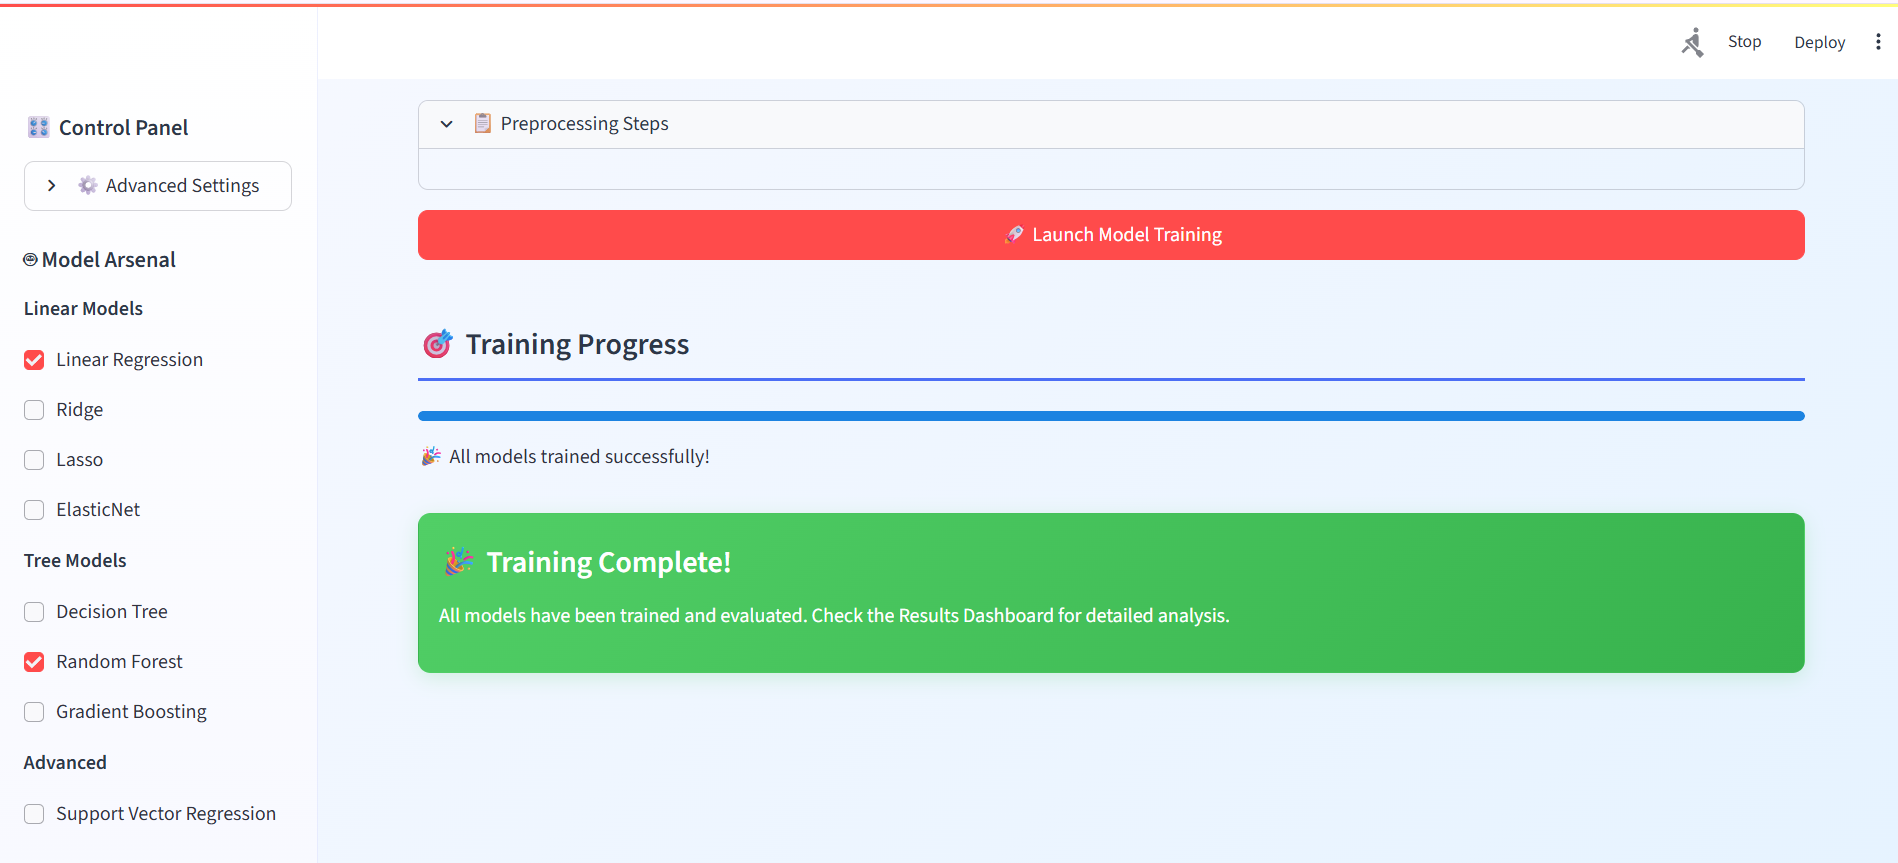 Stop
Deploy
Control Panel
Advanced Settings
Model Arsenal
Linear Models
Linear Regression
Ridge
Lasso
ElasticNet
Tree Models
Decision Tree
Random Forest
Gradient Boosting
Advanced
Support Vector Regression
Preprocessing Steps
Launch Model Training
Training Progress
All models trained successfully!
Training Complete!
All models have been trained and evaluated. Check the Results Dashboard for detailed analysis.